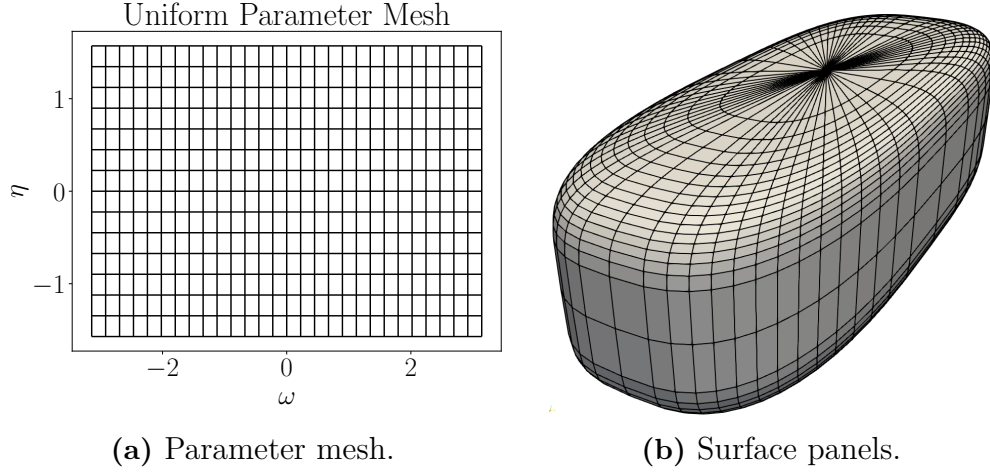 Uniform Parameter Mesh
1
0
−1
η
−2
0
2
ω
(a) Parameter mesh.
(b) Surface panels.